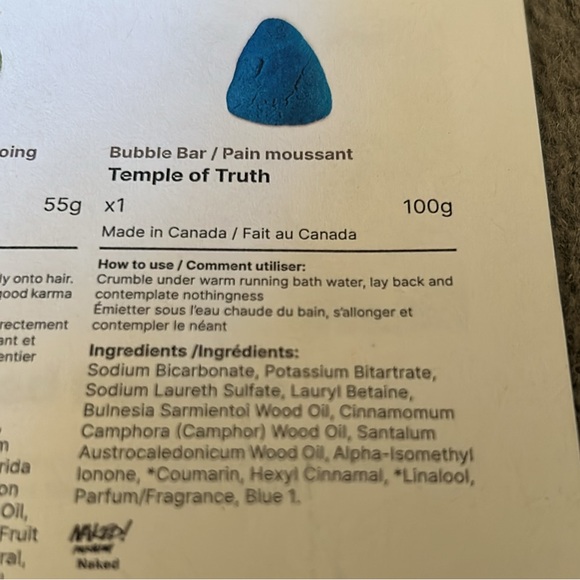 oing
55g
ly onto hair.
good karma
rectement
ant et
entier
m
rida
on
Oil,
Fruit
ral,
Bubble Bar / Pain moussant
Temple of Truth
x1 100g
Made in Canada / Fait au Canada
How to use / Comment utiliser:
Crumble under warm running bath water, lay back and
contemplate nothingness
Émietter sous l'eau chaude du bain, s'allonger et
contempler le néant
Ingredients /Ingrédients:
Sodium Bicarbonate, Potassium Bitartrate,
Sodium Laureth Sulfate, Lauryl Betaine,
Bulnesia Sarmientoi Wood Oil, Cinnamomum
Camphora (Camphor) Wood Oil, Santalum
Austrocaledonicum Wood Oil, Alpha-Isomethyl
Ionone, *Coumarin, Hexyl Cinnamal, *Linalool,
Parfum/Fragrance, Blue 1.
NAKED!
Naked